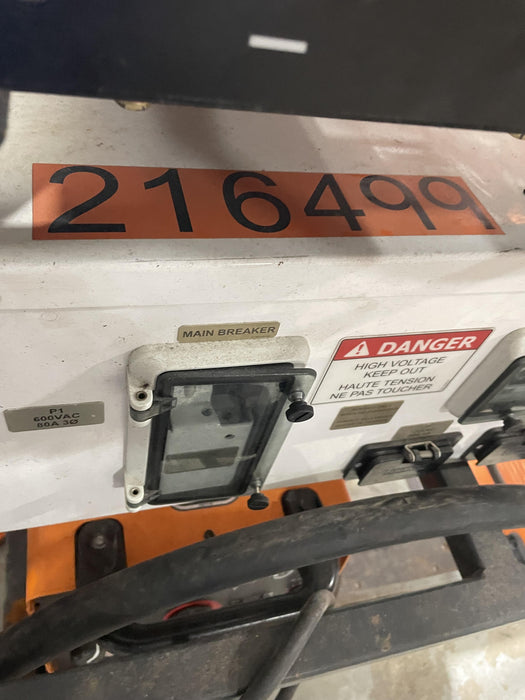 216499
MAIN BREAKER
DANGER
HIGH VOLTAGE
KEEP OUT
HAUTE TENSION
NE PAS TOUCHER
P1
600VAC
60A 3Ø